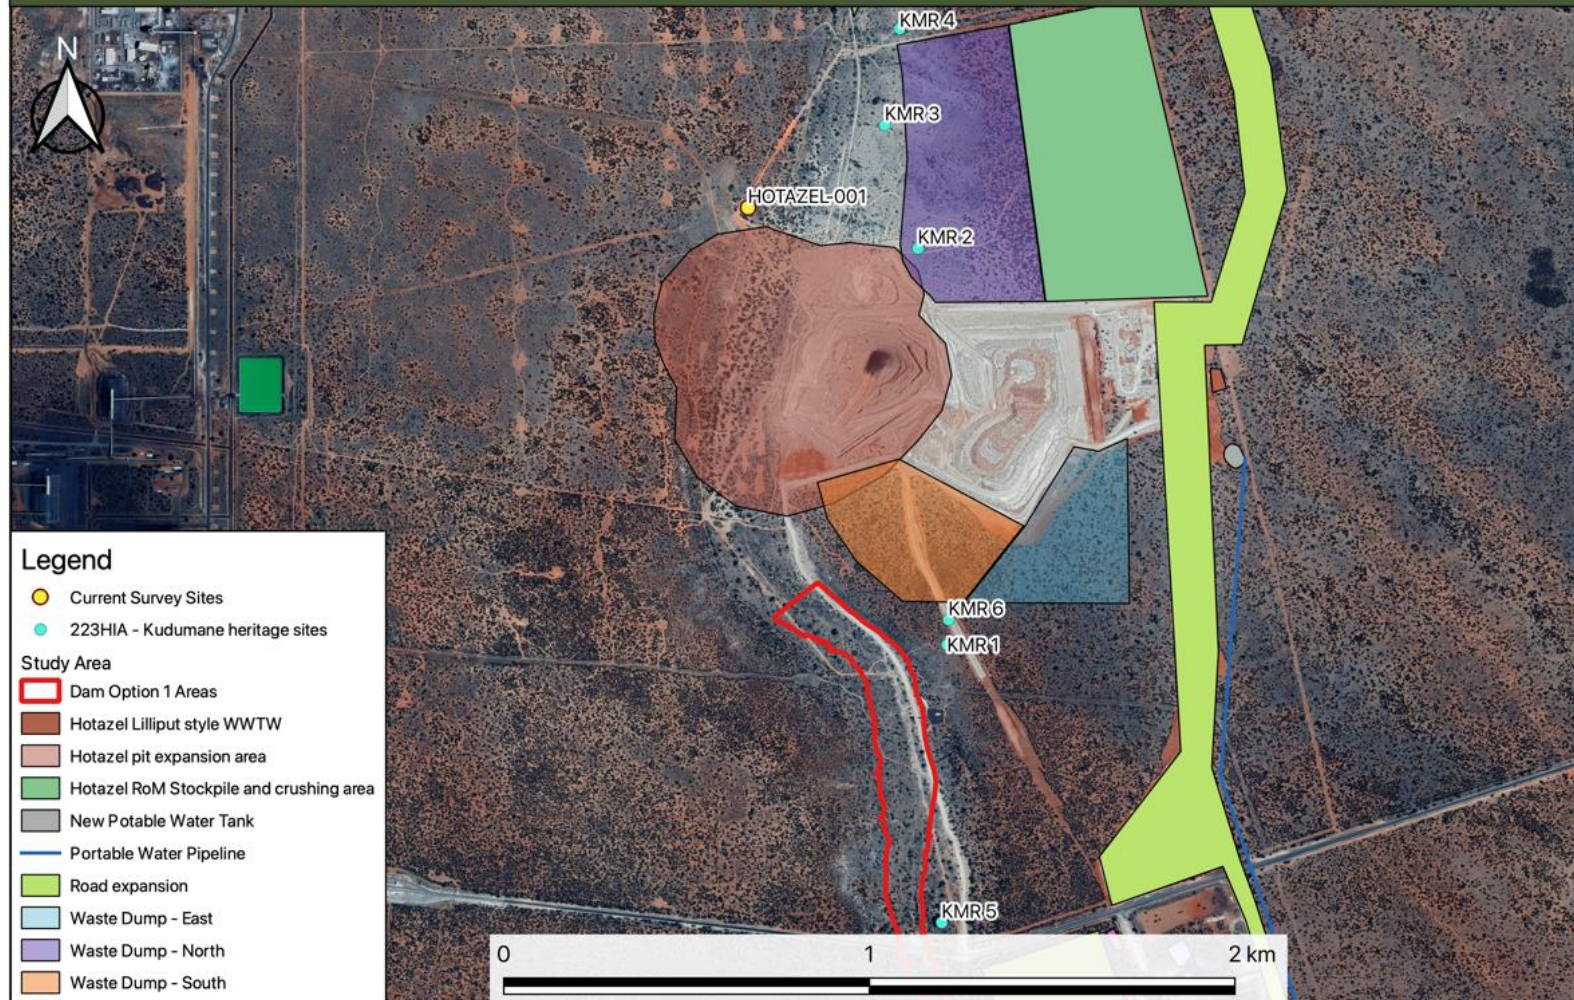 KMR 4
N
KMR 3
HOTAZEL-001
KMR 2
KMR 6
KMR 1
KMR 5
Legend
Current Survey Sites
223HIA - Kudumane heritage sites
Study Area
Dam Option 1 Areas
Hotazel Lilliput style WWTW
Hotazel pit expansion area
Hotazel RoM Stockpile and crushing area
New Potable Water Tank
Portable Water Pipeline
Road expansion
Waste Dump - East
Waste Dump - North
Waste Dump - South
0 1 2 km